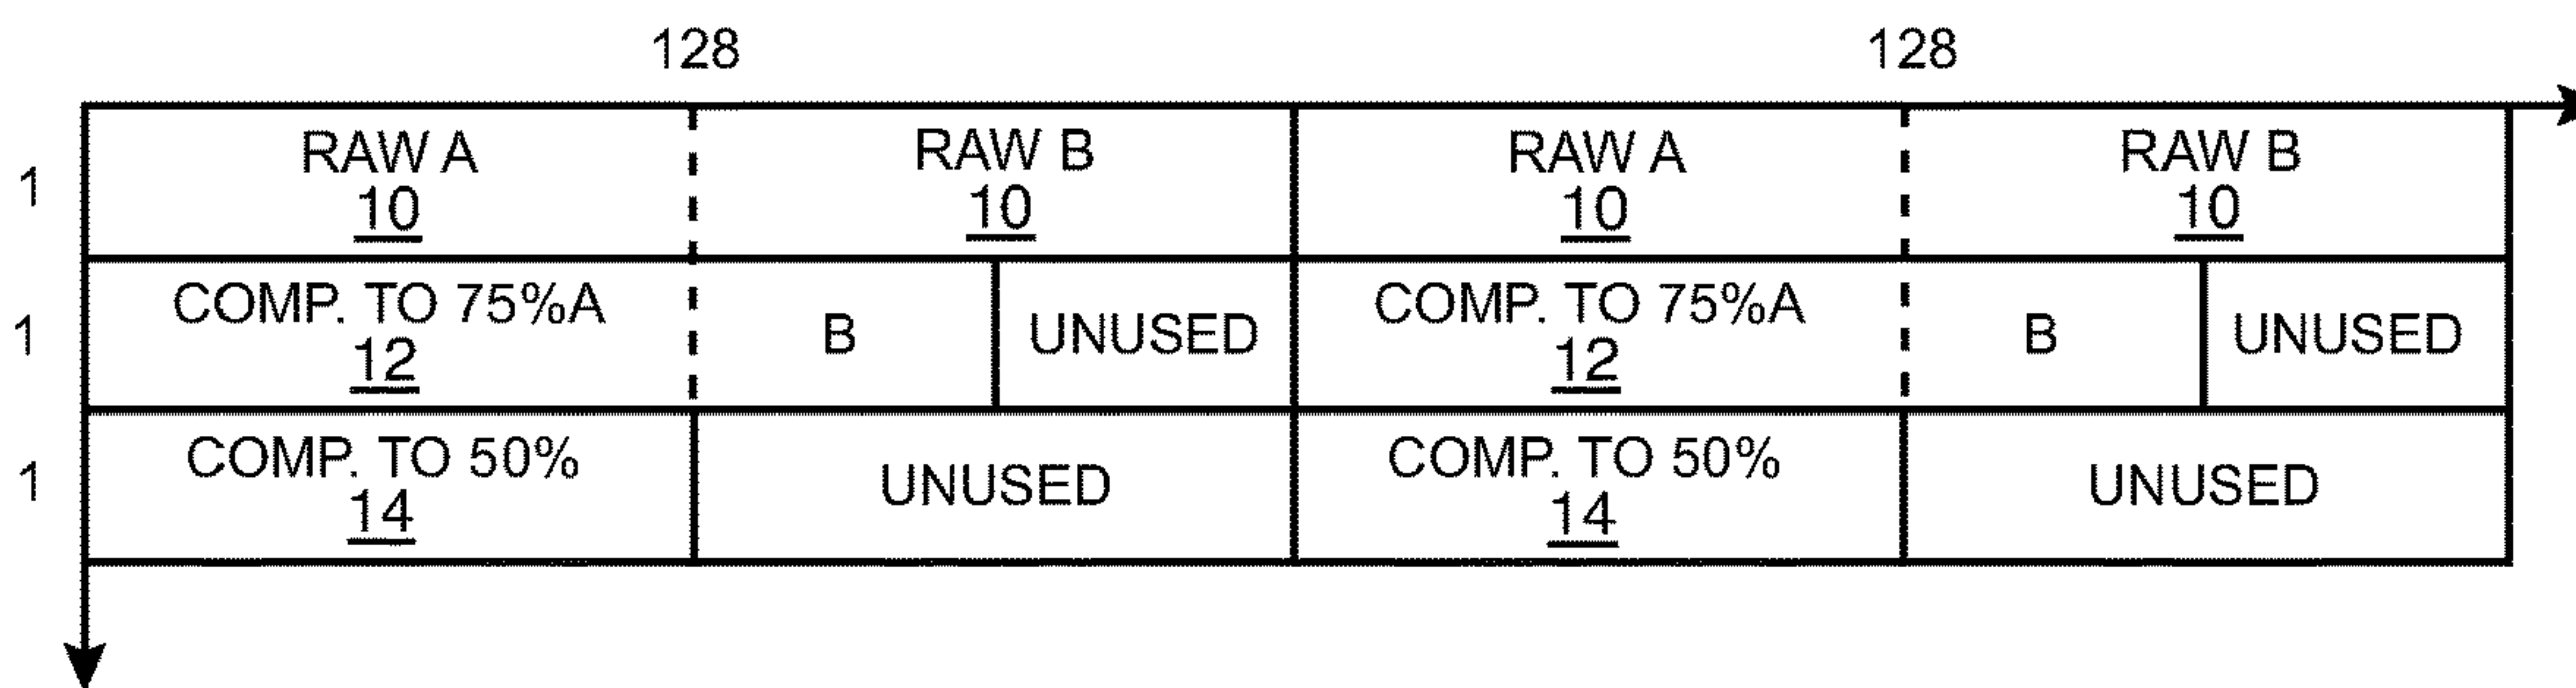 128 128
RAW A RAW B RAW A RAW B
1 10 10 10 10
COMP. TO 75%A B UNUSED COMP. TO 75%A B UNUSED
1 12 12
COMP. TO 50% UNUSED COMP. TO 50% UNUSED
1 14 14